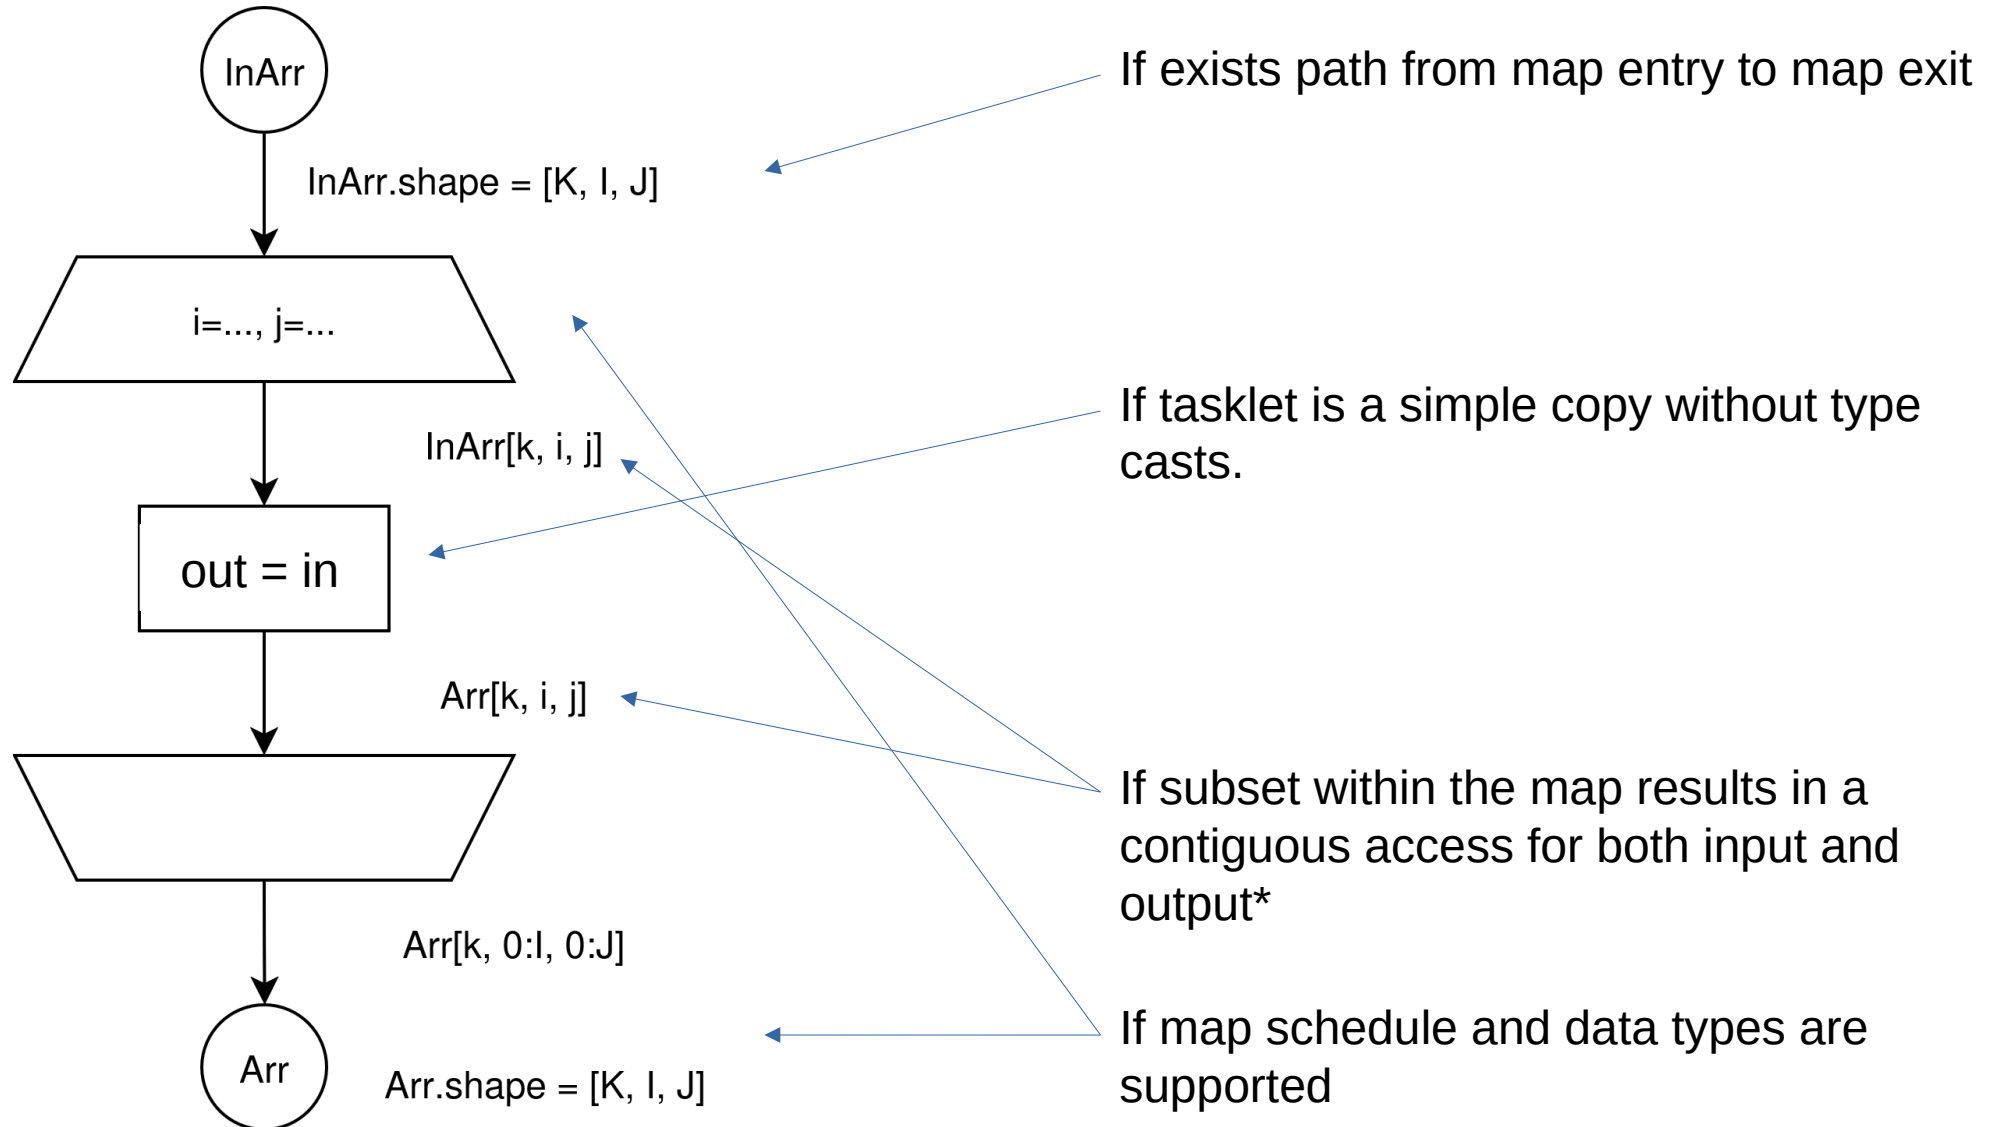 InArr
InArr.shape = [K, I, J]
i=..., j=...
InArr[k, i, j]
out = in
Arr[k, i, j]
Arr[k, 0:I, 0:J]
Arr
Arr.shape = [K, I, J]
If exists path from map entry to map exit
If tasklet is a simple copy without type
casts.
If subset within the map results in a
contiguous access for both input and
output*
If map schedule and data types are
supported